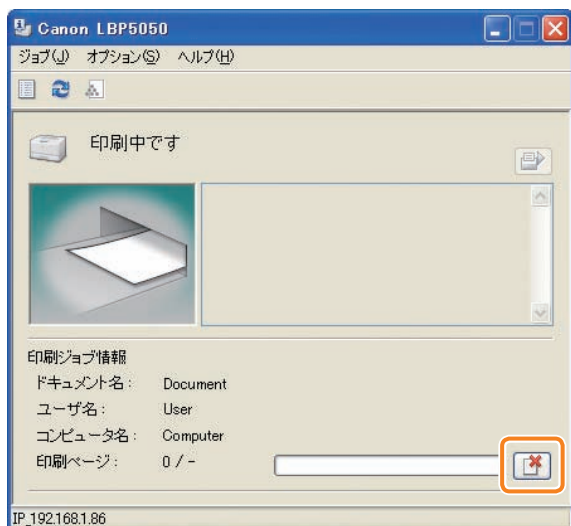 Canon LBP5050
ジョブ(J) オプション(S) ヘルプ(H)
印刷中です
印刷ジョブ情報
ドキュメント名： Document
ユーザ名： User
コンピュータ名： Computer
印刷ページ： 0 / -
IP_192.168.1.86